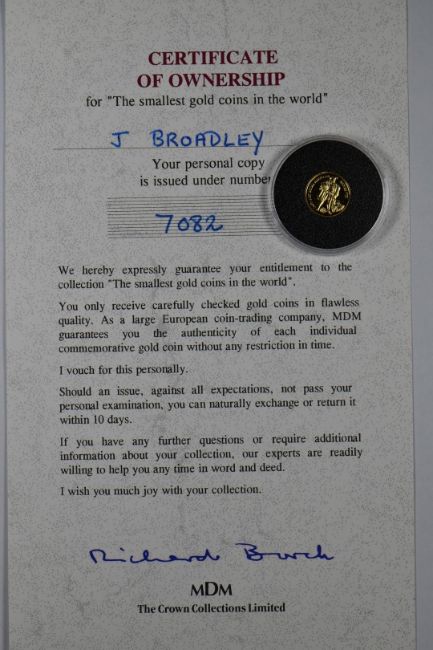 CERTIFICATE
OF OWNERSHIP
for "The smallest gold coins in the world"
J BROADLEY
Your personal copy
is issued under number
7082
We hereby expressly guarantee your entitlement to the
collection "The smallest gold coins in the world".
You only receive carefully checked gold coins in flawless
quality. As a large European coin-trading company, MDM
guarantees you the authenticity of each individual
commemorative gold coin without any restriction in time.
I vouch for this personally.
Should an issue, against all expectations, not pass your
personal examination, you can naturally exchange or return it
within 10 days.
If you have any further questions or require additional
information about your collection, our experts are readily
willing to help you any time in word and deed.
I wish you much joy with your collection.
Richard
MDM
The Crown Collections Limited